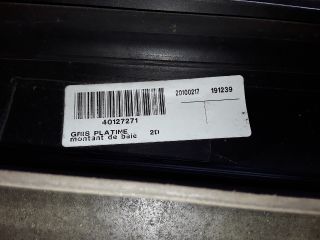 20100217 191239
40127271
GRIS PLATINE 2D
montant de baie